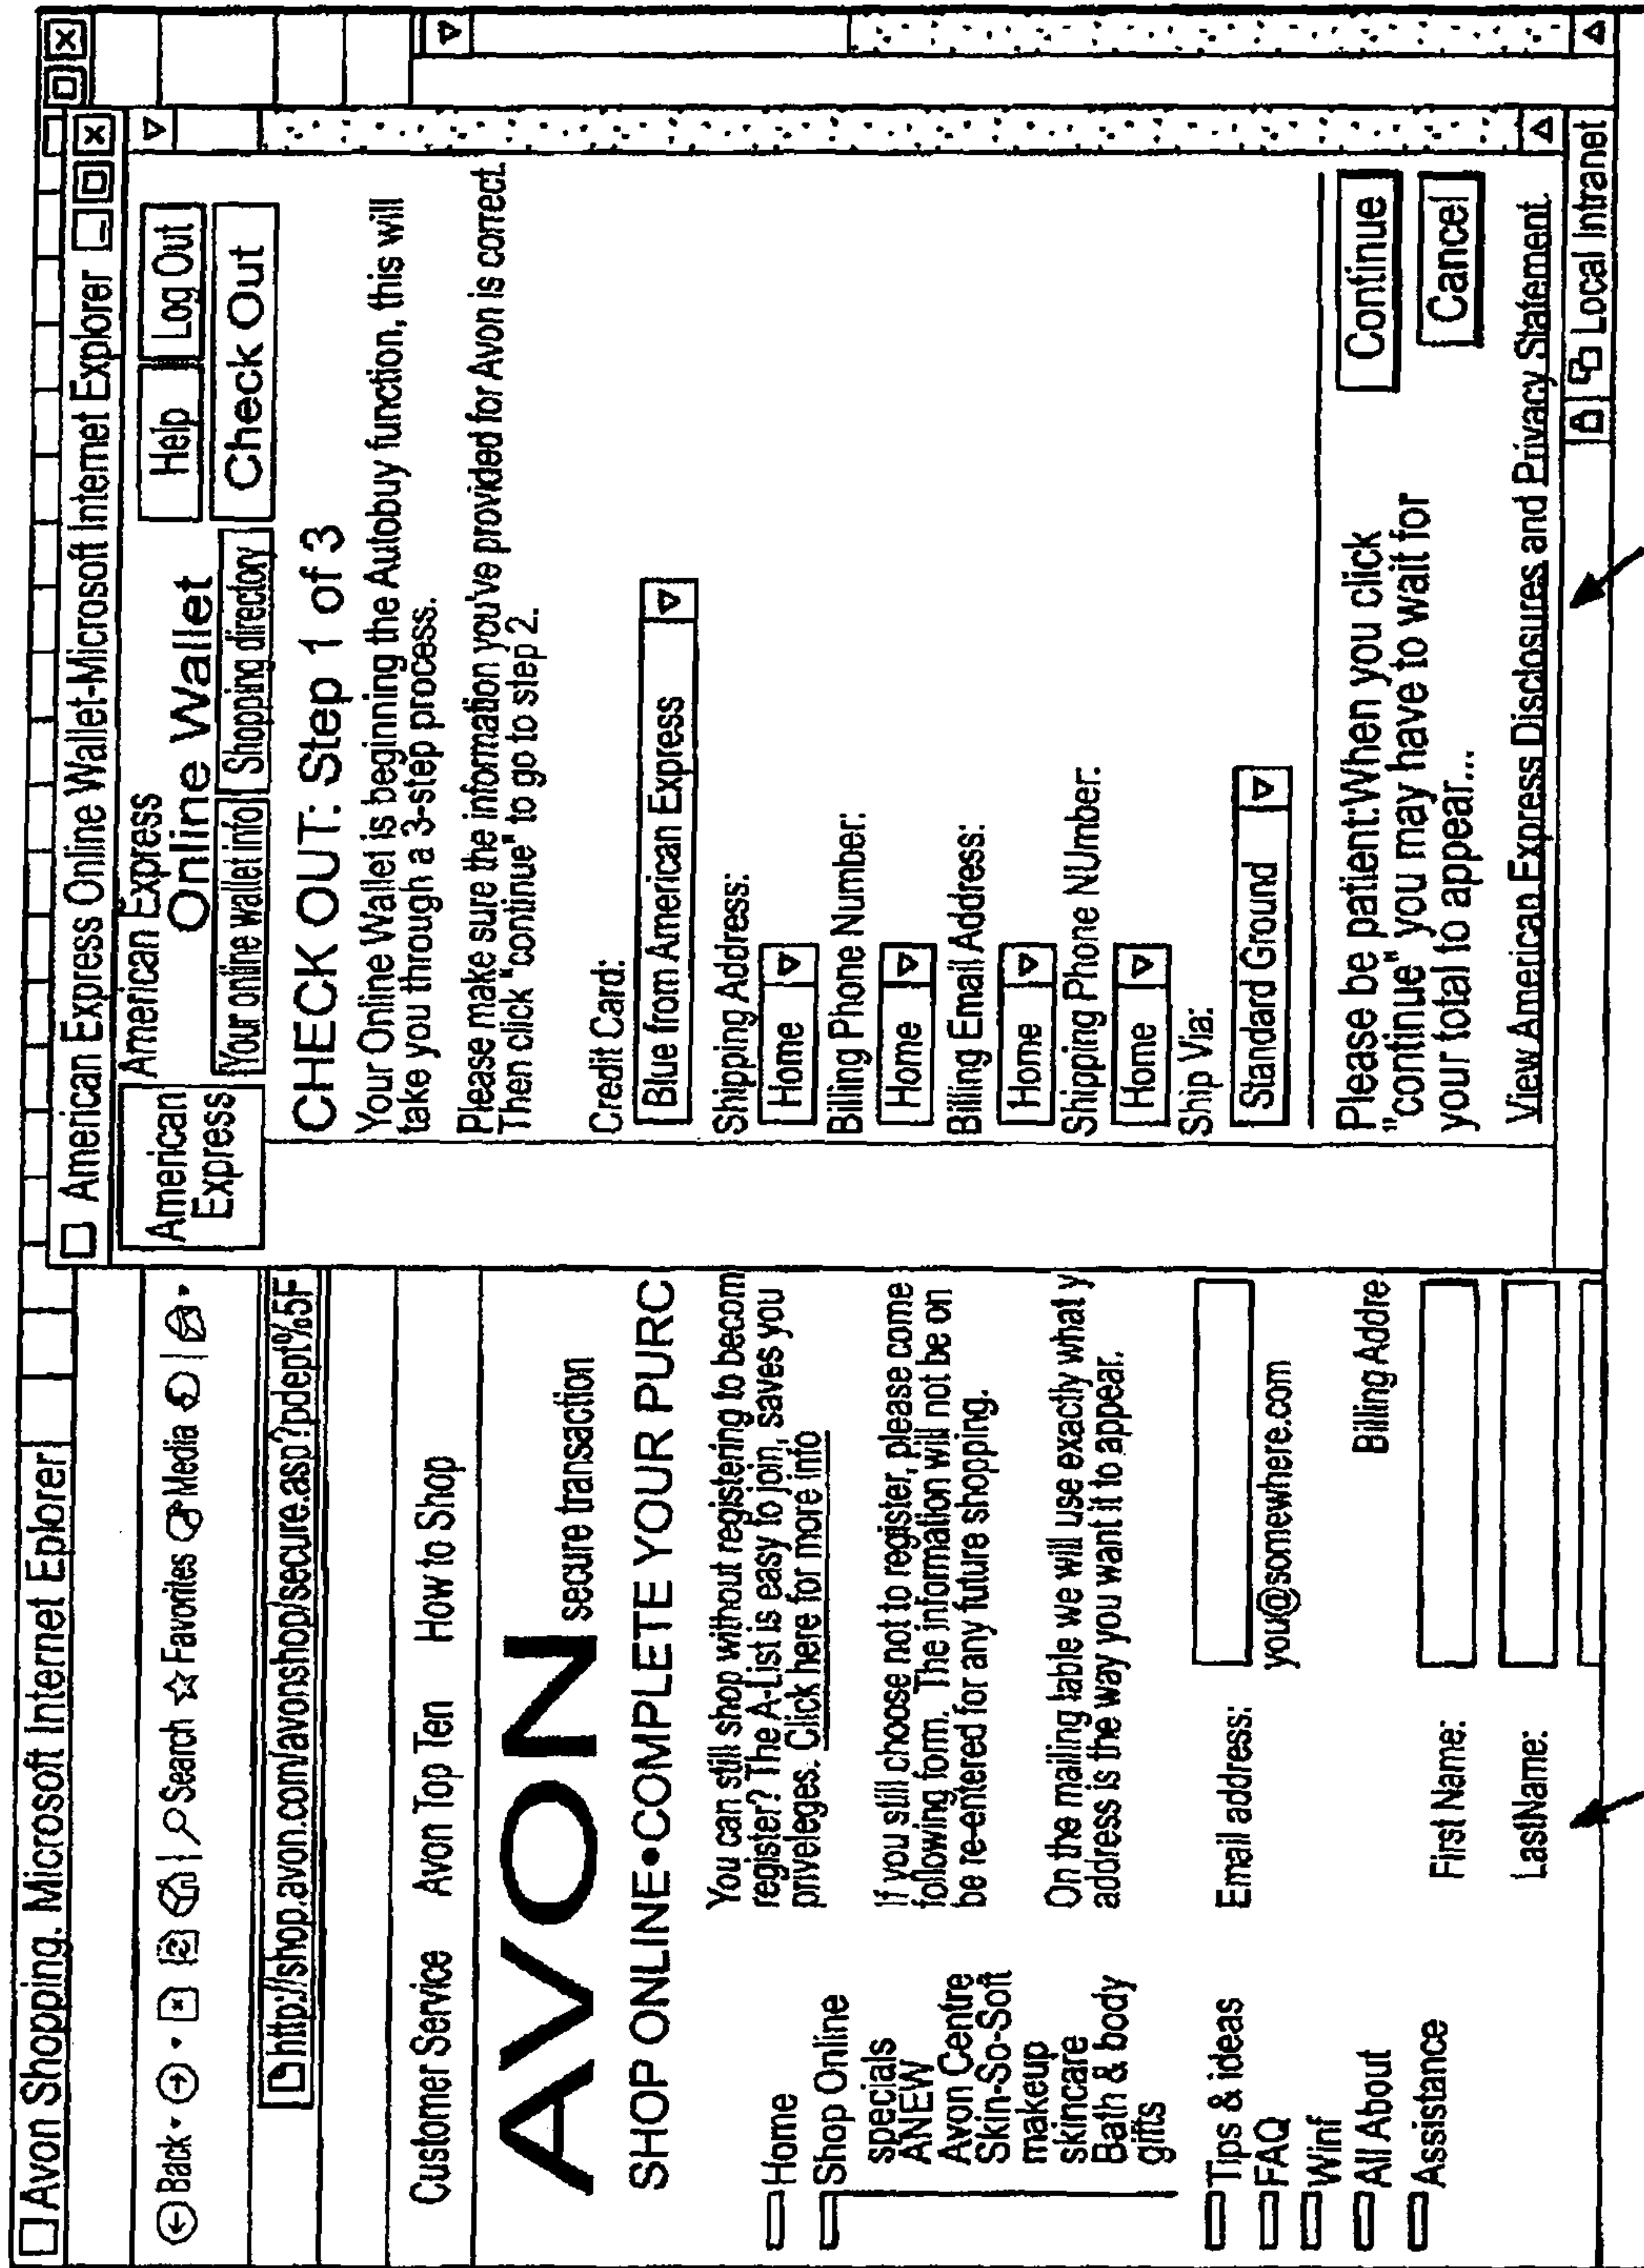 Avon Shopping. Microsoft Internet Eplorer
Back
Search Favorites Media
http://shop.avon.com/avonshop/secure.asp?pdept%5F
Customer Service Avon Top Ten How to Shop
AVON secure transaction
SHOP ONLINE•COMPLETE YOUR PURC
Home
Shop Online
specials
ANEW
Avon Centre
Skin-So-Soft
makeup
skincare
Bath & body
gifts
Tips & ideas
FAQ
Winf
All About
Assistance
You can still shop without registering to becom
register? The A-List is easy to join, saves you
priveleges. Click here for more into
If you still choose not to register, please come
following form. The information will not be on
be re-entered for any future shopping.
On the mailing lable we will use exactly what y
address is the way you want it to appear.
Email address:
you@somewhere.com
Billing Addre
First Name:
LastName:
American Express Online Wallet-Microsoft Internet Explorer
American
Express
American Express
Online Wallet
Help Log Out
Your online wallet info Shopping directory Check Out
CHECK OUT: Step 1 of 3
Your Online Wallet is beginning the Autobuy function, this will
take you through a 3-step process.
Please make sure the information you've provided for Avon is correct.
Then click "continue" to go to step 2.
Credit Card:
Blue from American Express
Shipping Address:
Home
Billing Phone Number:
Home
Billing Email Address:
Home
Shipping Phone NUmber:
Home
Ship Via:
Standard Ground
Please be patient:When you click
"continue" you may have to wait for
your total to appear...
Continue
Cancel
View American Express Disclosures and Privacy Statement.
Local Intranet